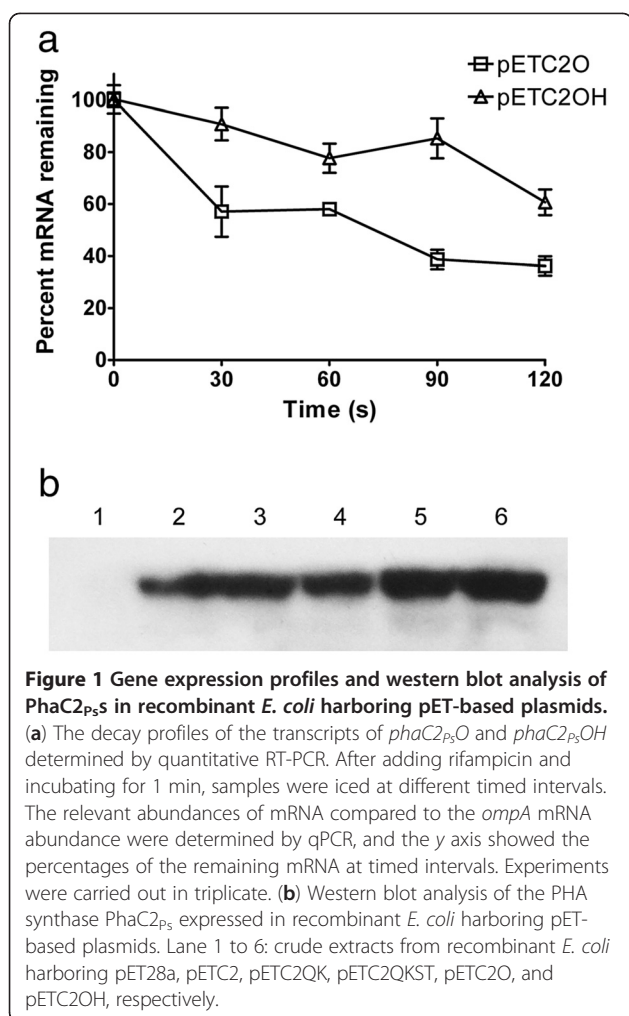 a
pETC2O
pETC2OH
100
80
60
40
20
0
Percent mRNA remaining
0 30 60 90 120
Time (s)
b
1 2 3 4 5 6
Figure 1 Gene expression profiles and western blot analysis of
PhaC2Pss in recombinant E. coli harboring pET-based plasmids.
(a) The decay profiles of the transcripts of phaC2PsO and phaC2PsOH
determined by quantitative RT-PCR. After adding rifampicin and
incubating for 1 min, samples were iced at different timed intervals.
The relevant abundances of mRNA compared to the ompA mRNA
abundance were determined by qPCR, and the y axis showed the
percentages of the remaining mRNA at timed intervals. Experiments
were carried out in triplicate. (b) Western blot analysis of the PHA
synthase PhaC2Ps expressed in recombinant E. coli harboring pET-
based plasmids. Lane 1 to 6: crude extracts from recombinant E. coli
harboring pET28a, pETC2, pETC2QK, pETC2QKST, pETC2O, and
pETC2OH, respectively.